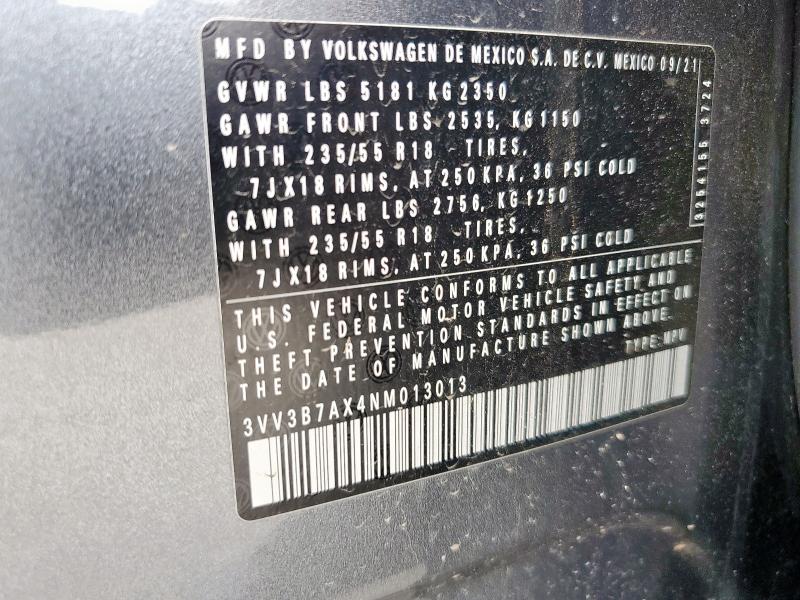 MFD BY VOLKSWAGEN DE MEXICO S.A. DE C.V. MEXICO 09/21
GVWR LBS 5181 KG 2350
GAWR FRONT LBS 2535, KG 1150
WITH 235/55 R18 TIRES,
7JX18 RIMS, AT 250 KPA, 36 PSI COLD
GAWR REAR LBS 2756, KG 1250
WITH 235/55 R18 TIRES,
7JX18 RIMS, AT 250 KPA, 36 PSI COLD
THIS VEHICLE CONFORMS TO ALL APPLICABLE
U.S. FEDERAL MOTOR VEHICLE SAFETY AND
THEFT PREVENTION STANDARDS IN EFFECT ON
THE DATE OF MANUFACTURE SHOWN ABOVE.
TYPE: MPV
3VV3B7AX4NM013013
3254155 3724